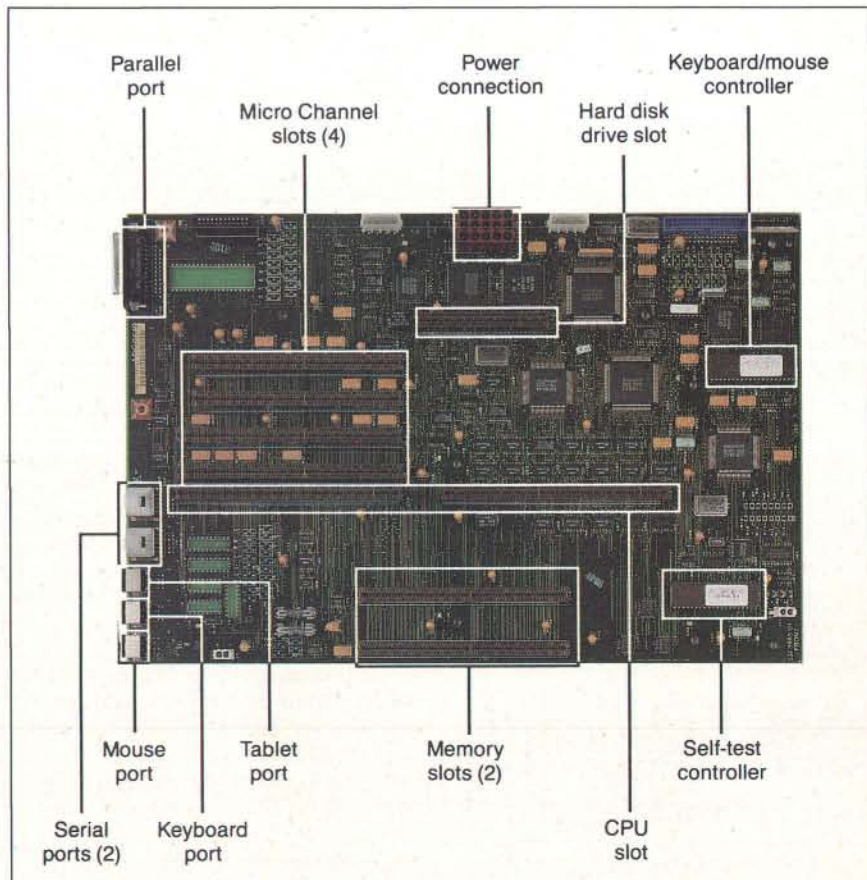 Parallel
port
Power
connection
Keyboard/mouse
controller
Micro Channel
slots (4)
Hard disk
drive slot
Mouse
port
Tablet
port
Memory
slots (2)
Self-test
controller
Serial
ports (2)
Keyboard
port
CPU
slot